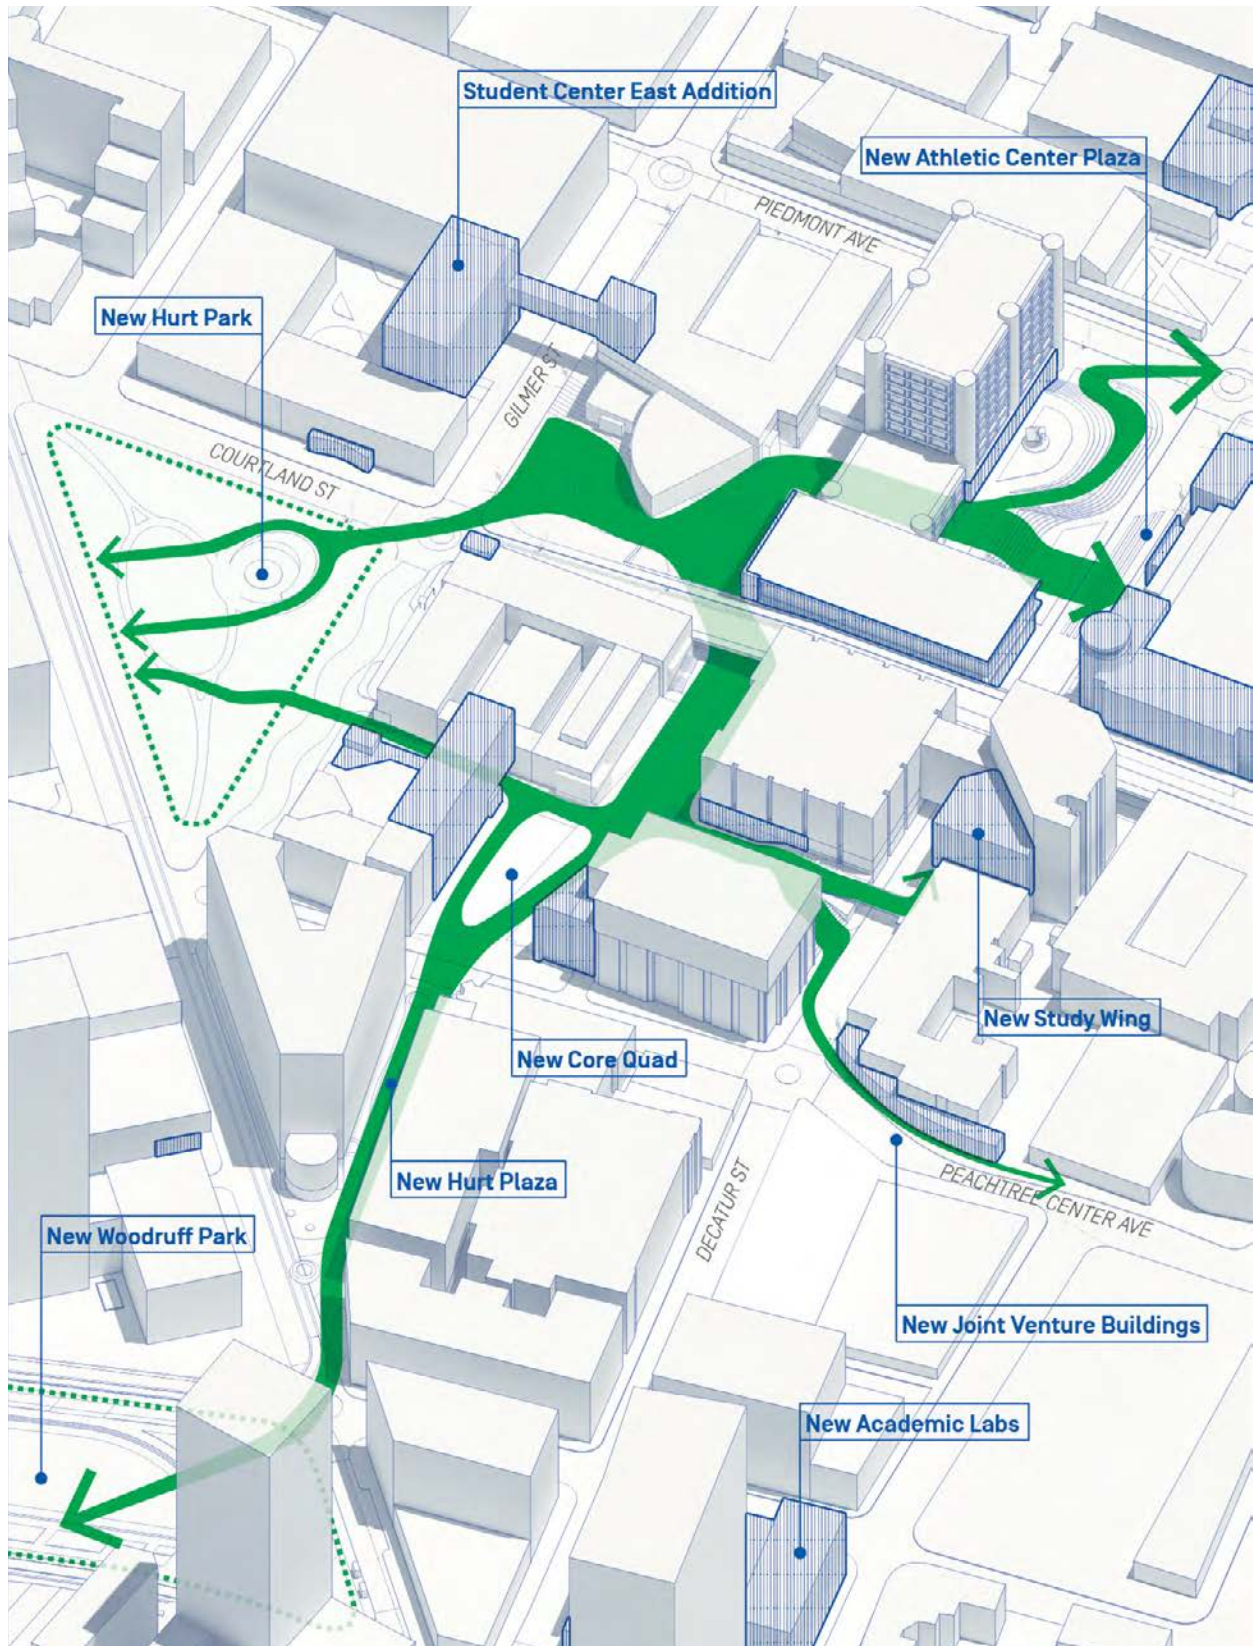 Student Center East Addition
New Athletic Center Plaza
PIEDMONT AVE
New Hurt Park
GILMER ST
COURTLAND ST
New Study Wing
New Core Quad
New Hurt Plaza
DECATUR ST
PEACHTREE CENTER AVE
New Woodruff Park
New Joint Venture Buildings
New Academic Labs